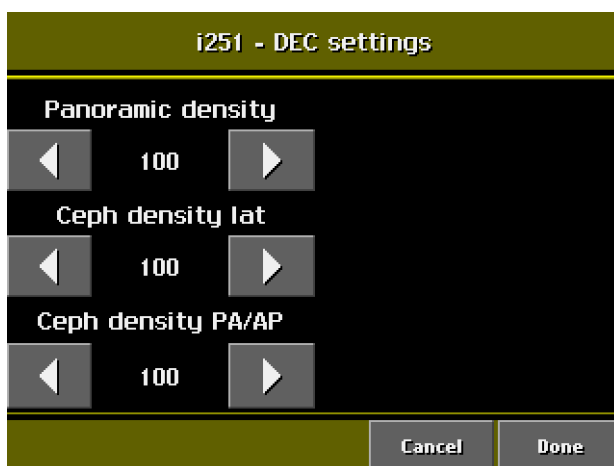 i251 - DEC settings
Panoramic density
100
Ceph density lat
100
Ceph density PA/AP
100
Cancel Done